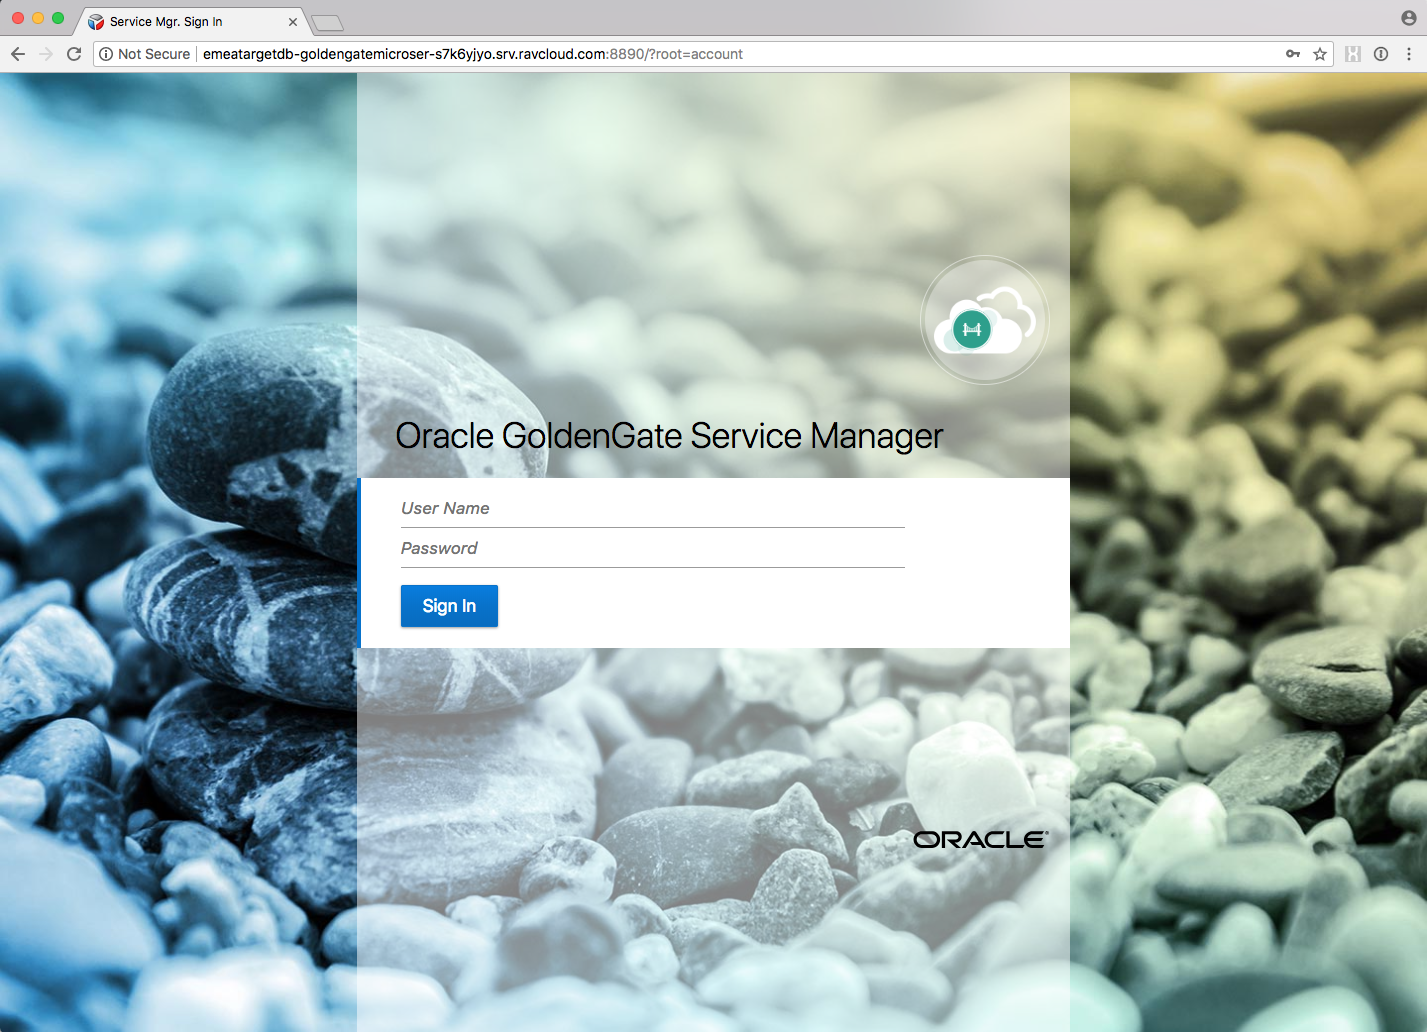 Service Mgr. Sign In
Not Secure
emeatargetdb-goldengatemicroser-s7k6yjyo.srv.ravcloud.com:8890/?root=account
Oracle GoldenGate Service Manager
User Name
Password
Sign In
ORACLE®